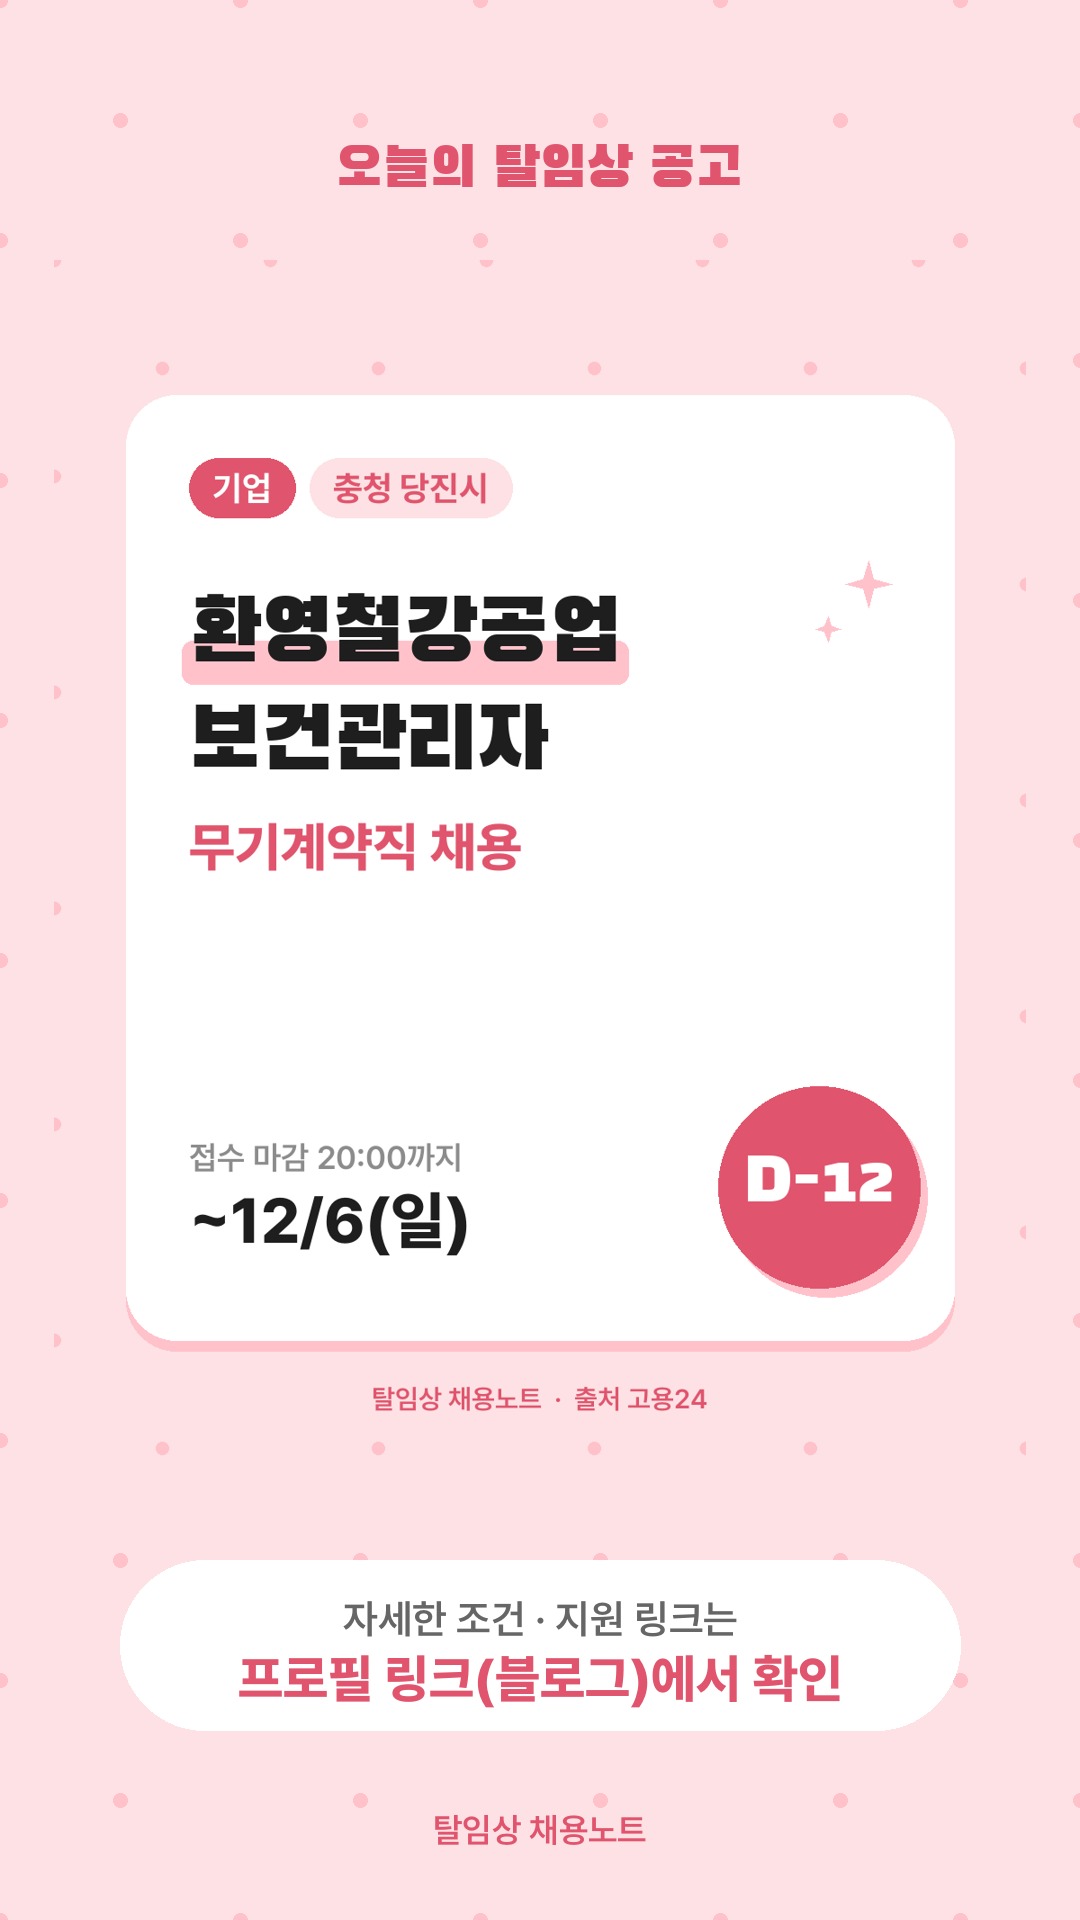 오늘의 탈임상 공고
기업
충청 당진시
환영철강공업
보건관리자
무기계약직 채용
접수 마감 20:00까지
~12/6(일)
D-12
탈임상 채용노트 · 출처 고용24
자세한 조건 · 지원 링크는
프로필 링크(블로그)에서 확인
탈임상 채용노트